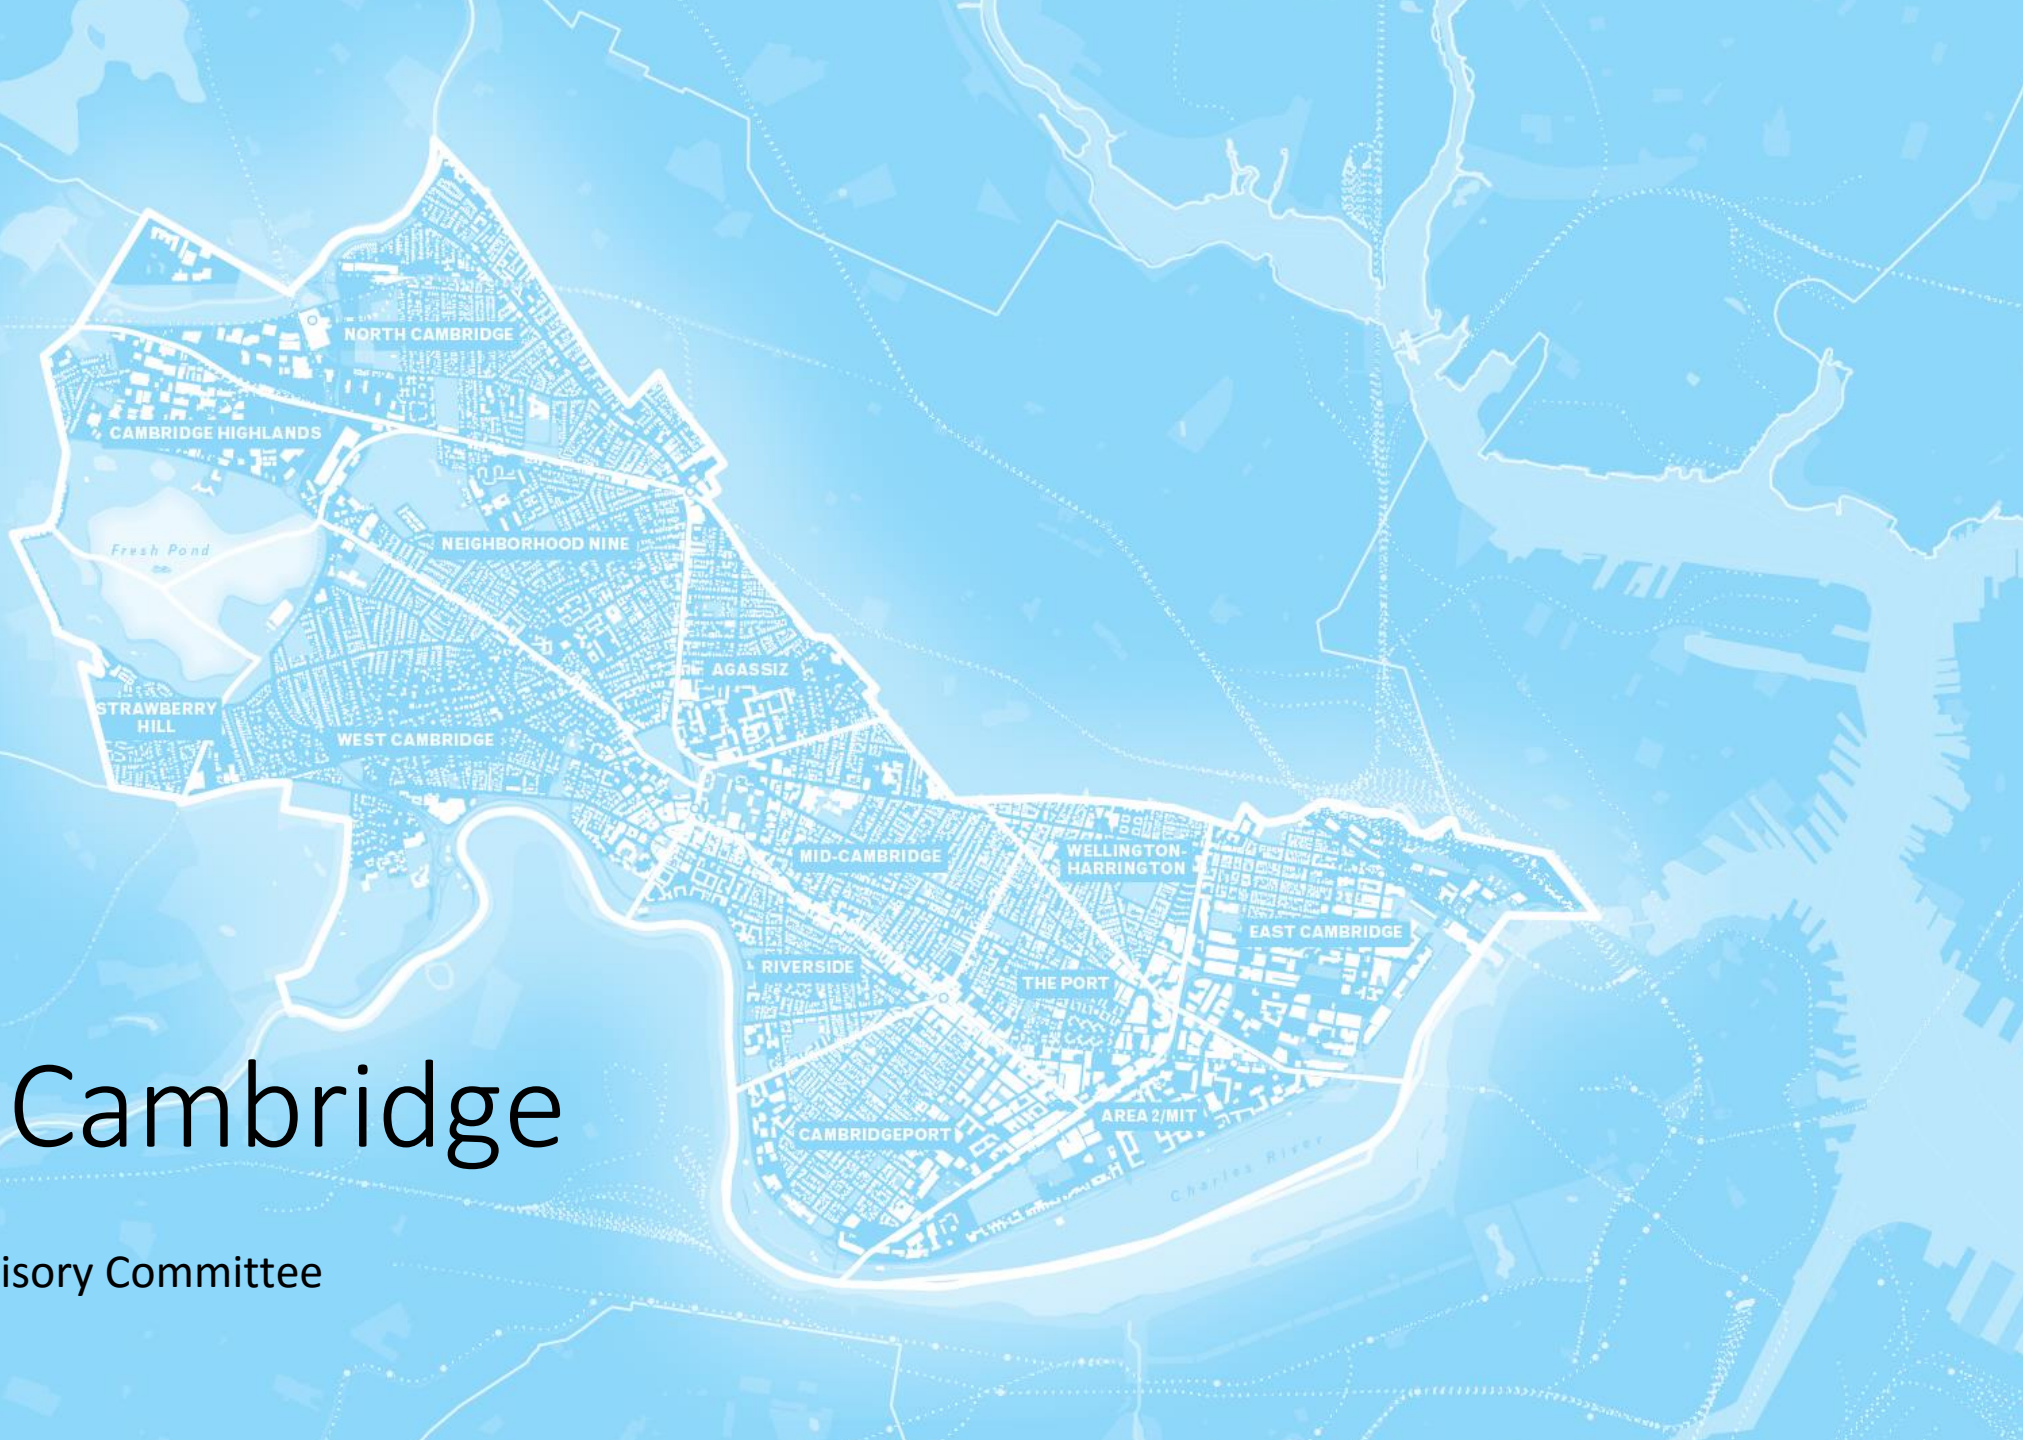 NORTH CAMBRIDGE
CAMBRIDGE HIGHLANDS
Fresh Pond
NEIGHBORHOOD NINE
AGASSIZ
STRAWBERRY
HILL
WEST CAMBRIDGE
MID-CAMBRIDGE
WELLINGTON-
HARRINGTON
EAST CAMBRIDGE
RIVERSIDE
THE PORT
AREA 2/MIT
CAMBRIDGEPORT
Charles River
Cambridge
isory Committee